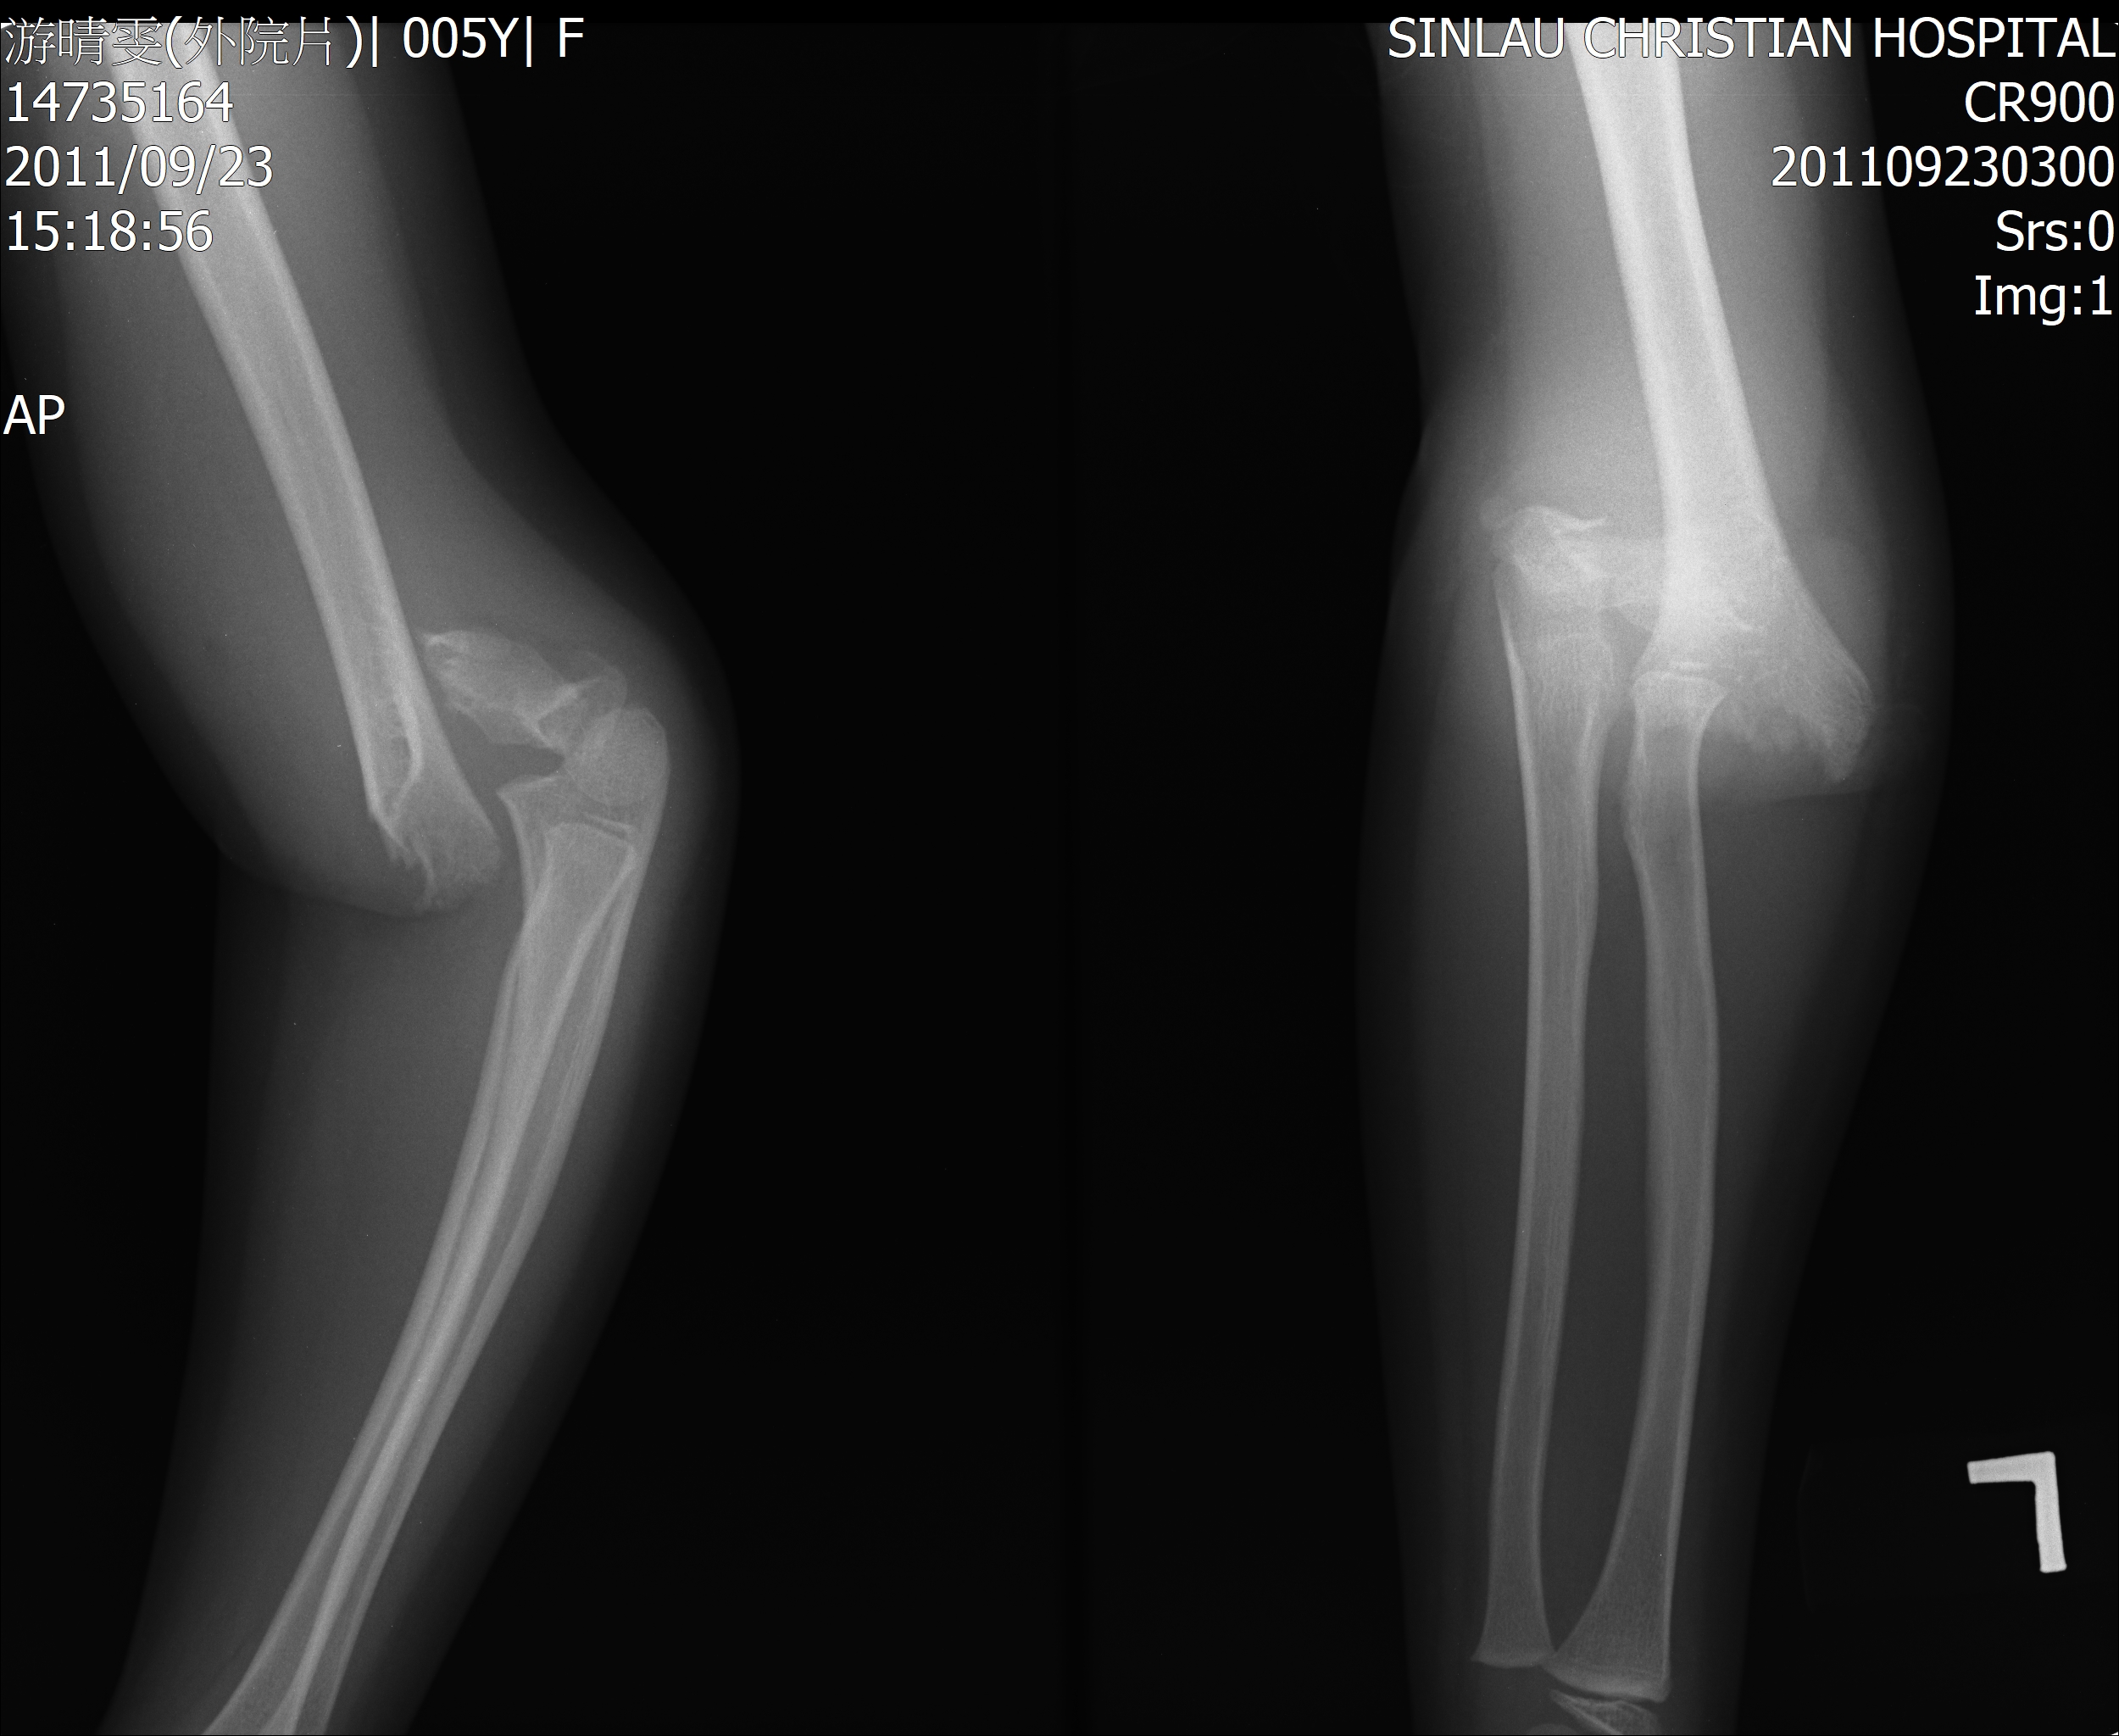 游晴雯(外院片)| 005Y| F
14735164
2011/09/23
15:18:56
AP
SINLAU CHRISTIAN HOSPITAL
CR900
201109230300
Srs:0
Img:1
L